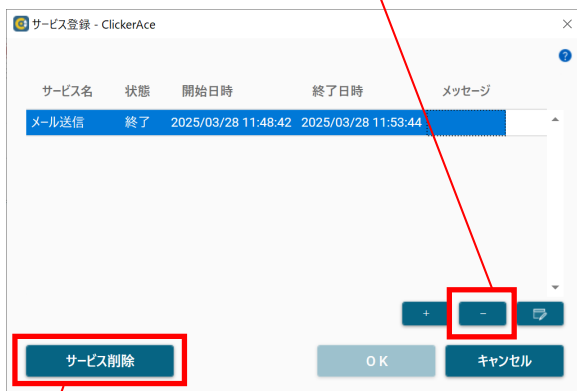 サービス登録 - ClickerAce
サービス名 状態 開始日時 終了日時 メッセージ
メール送信 終了 2025/03/28 11:48:42 2025/03/28 11:53:44
+ -
サービス削除 OK キャンセル